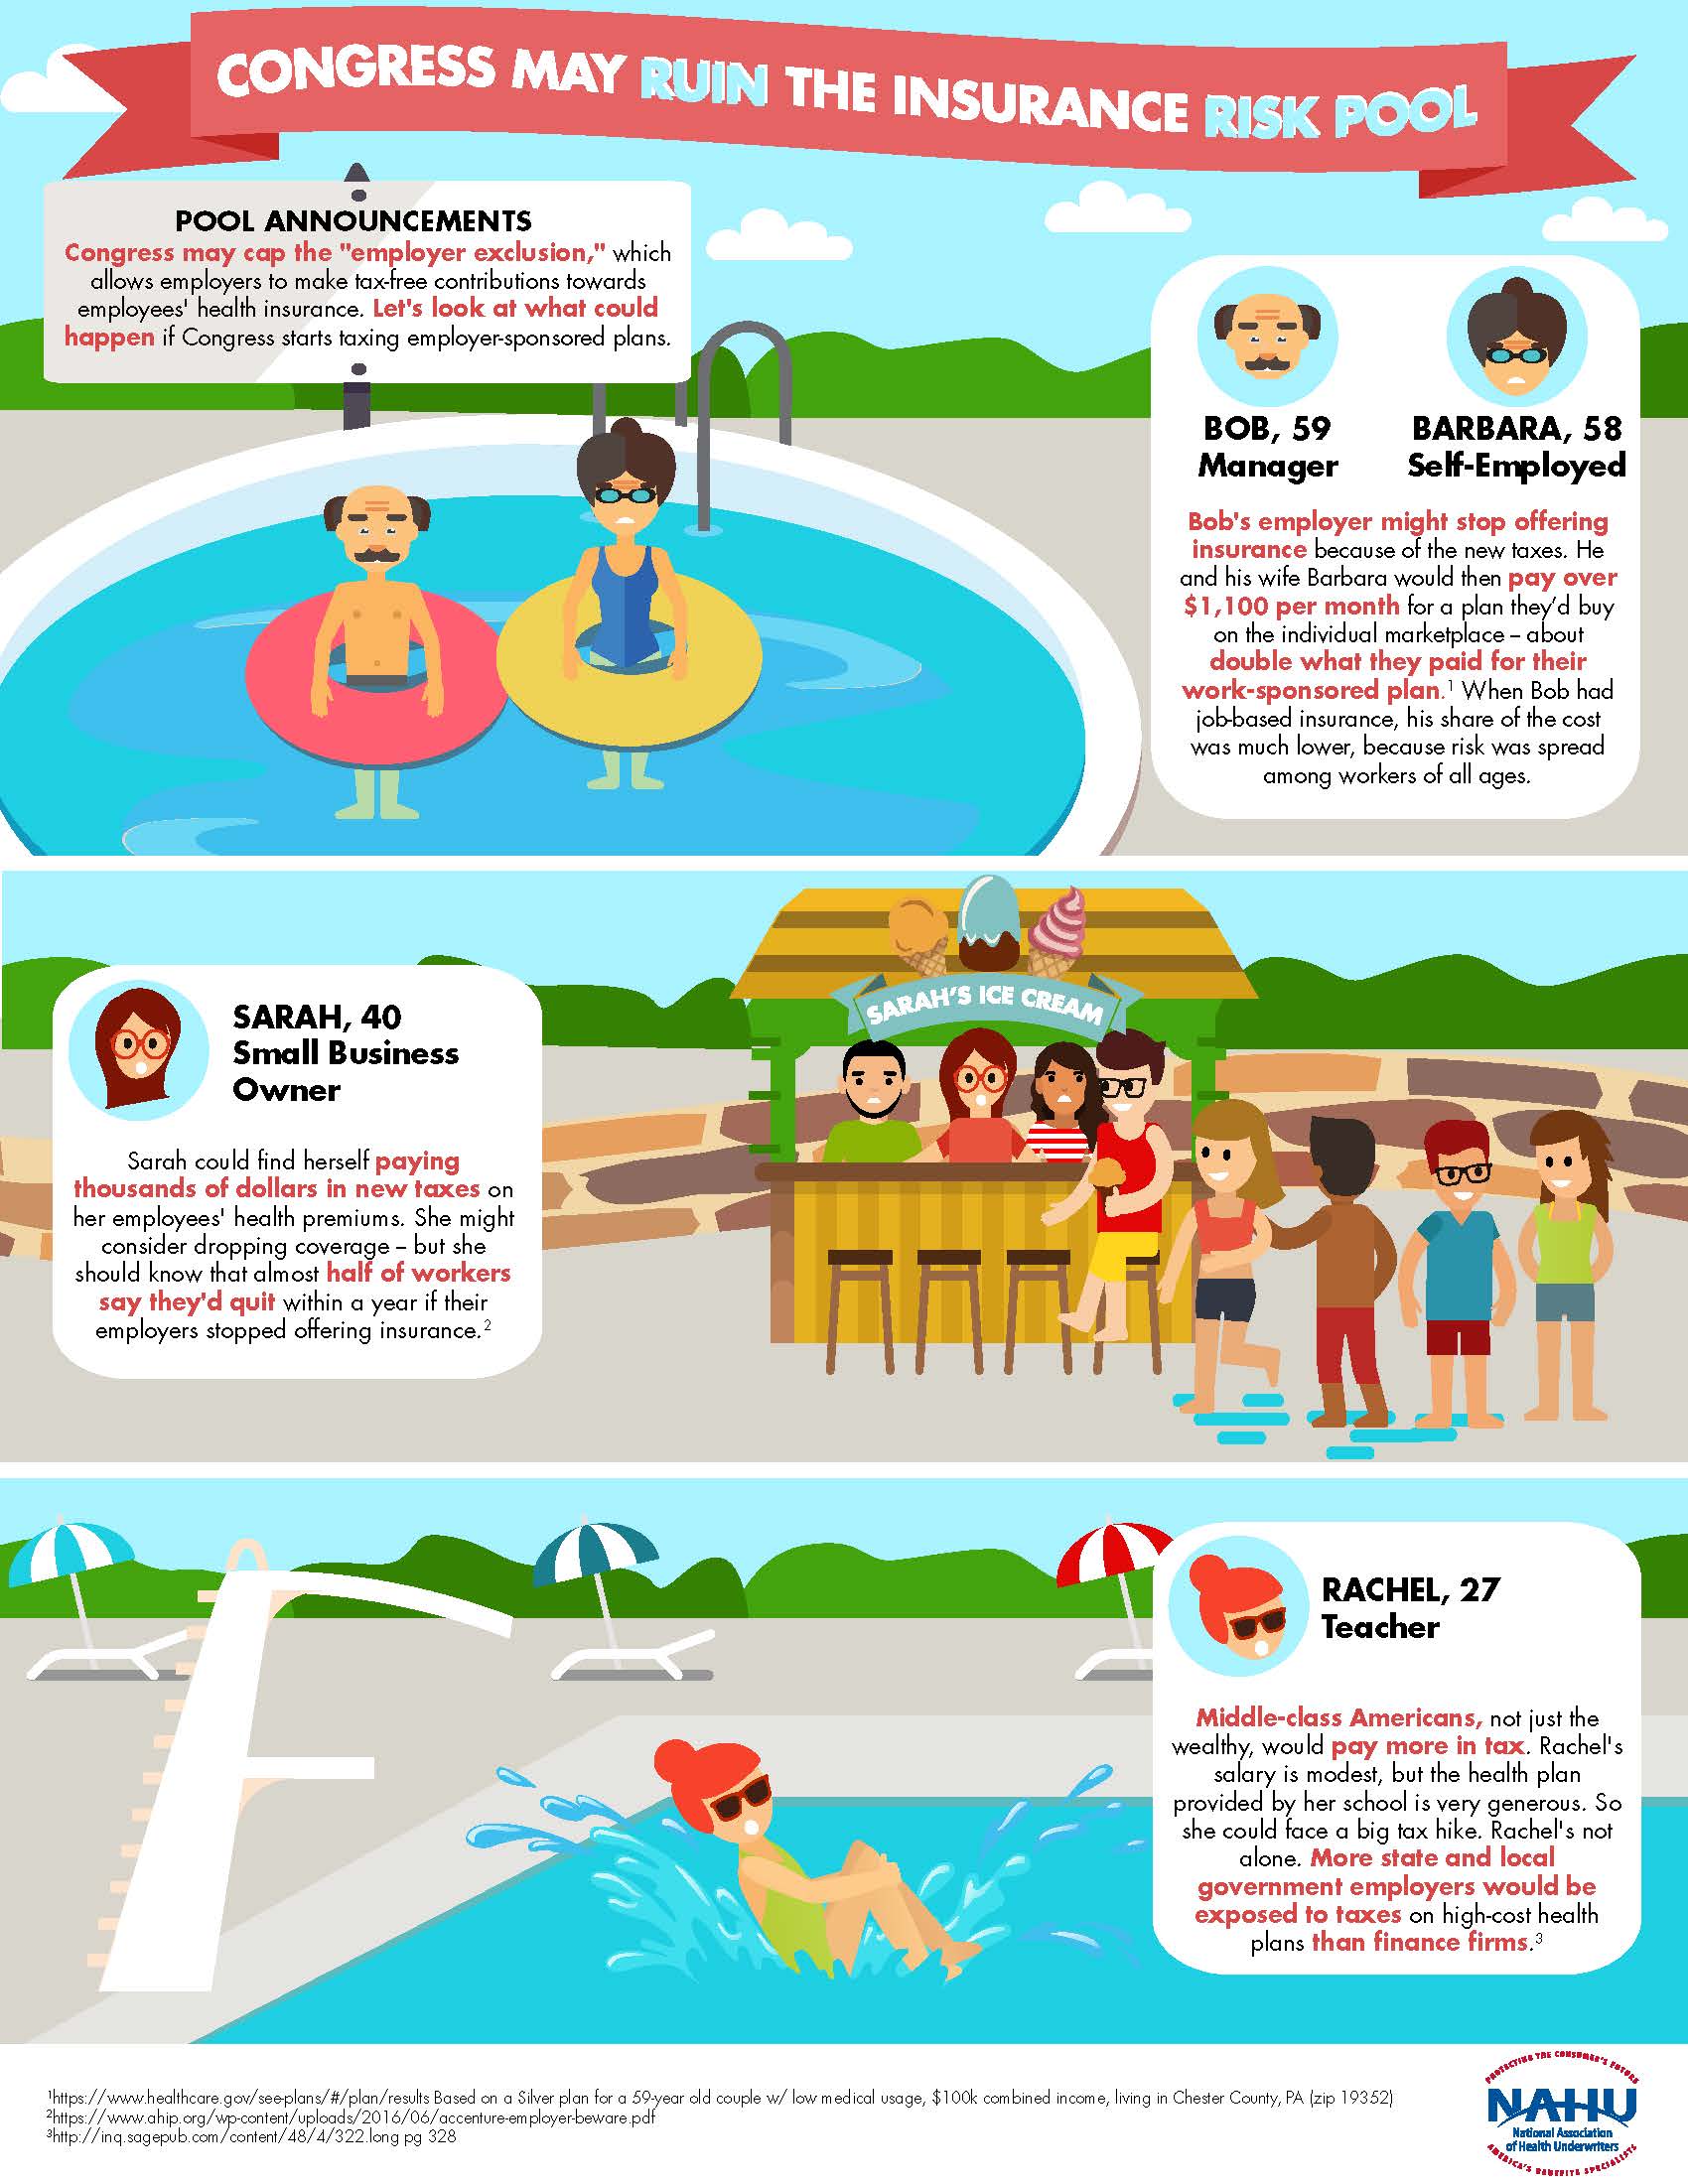 CONGRESS MAY RUIN THE INSURANCE RISK POOL
POOL ANNOUNCEMENTS
Congress may cap the "employer exclusion," which
allows employers to make tax-free contributions towards
employees' health insurance. Let's look at what could
happen if Congress starts taxing employer-sponsored plans.
BOB, 59
Manager
BARBARA, 58
Self-Employed
Bob's employer might stop offering
insurance because of the new taxes. He
and his wife Barbara would then pay over
$1,100 per month for a plan they'd buy
on the individual marketplace – about
double what they paid for their
work-sponsored plan.¹ When Bob had
job-based insurance, his share of the cost
was much lower, because risk was spread
among workers of all ages.
SARAH'S ICE CREAM
SARAH, 40
Small Business
Owner
Sarah could find herself paying
thousands of dollars in new taxes on
her employees' health premiums. She might
consider dropping coverage – but she
should know that almost half of workers
say they'd quit within a year if their
employers stopped offering insurance.²
RACHEL, 27
Teacher
Middle-class Americans, not just the
wealthy, would pay more in tax. Rachel's
salary is modest, but the health plan
provided by her school is very generous. So
she could face a big tax hike. Rachel's not
alone. More state and local
government employers would be
exposed to taxes on high-cost health
plans than finance firms.³
¹https://www.healthcare.gov/see-plans/#/plan/results Based on a Silver plan for a 59-year old couple w/ low medical usage, $100k combined income, living in Chester County, PA (zip 19352)
²https://www.ahip.org/wp-content/uploads/2016/06/accenture-employer-beware.pdf
³http://inq.sagepub.com/content/48/4/322.long pg 328
PROTECTING THE CONSUMER'S FUTURE
NAHU
National Association
of Health Underwriters
AMERICA'S BENEFITS SPECIALISTS